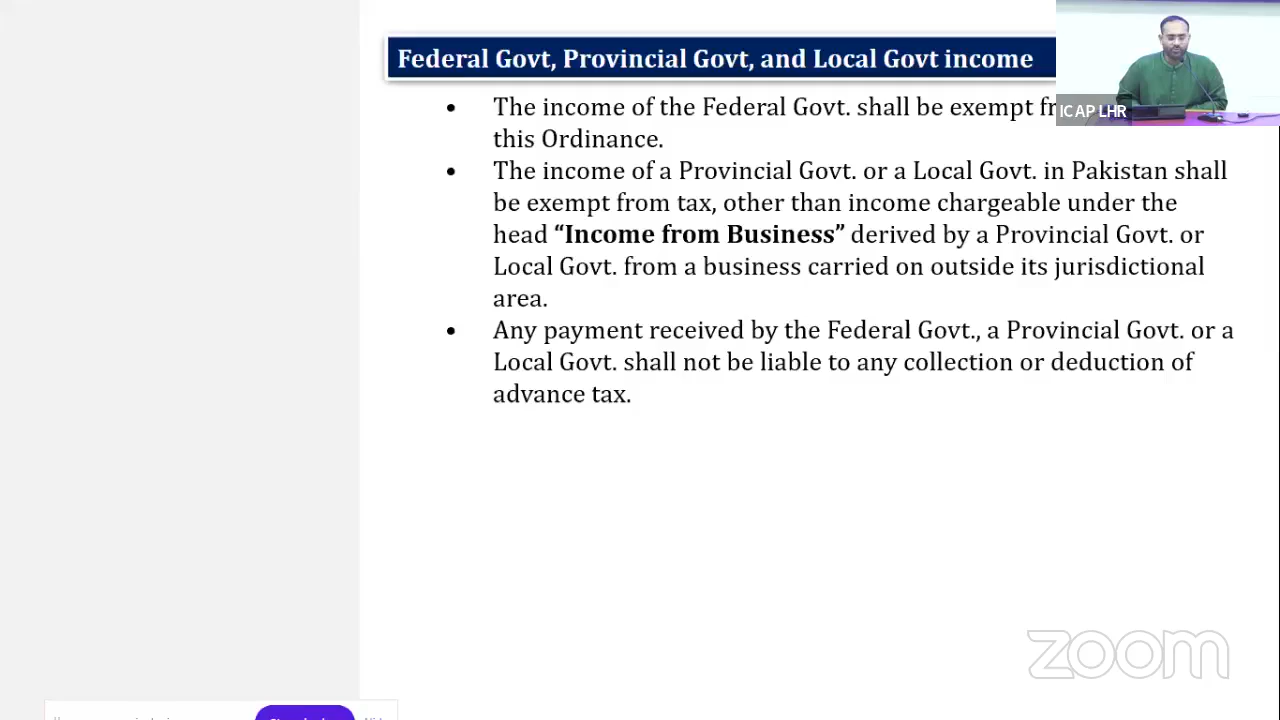 Federal Govt, Provincial Govt, and Local Govt income
ICAP LHR
• The income of the Federal Govt. shall be exempt
this Ordinance.
• The income of a Provincial Govt. or a Local Govt. in Pakistan shall
be exempt from tax, other than income chargeable under the
head “Income from Business” derived by a Provincial Govt. or
Local Govt. from a business carried on outside its jurisdictional
area.
• Any payment received by the Federal Govt., a Provincial Govt. or a
Local Govt. shall not be liable to any collection or deduction of
advance tax.
zoom